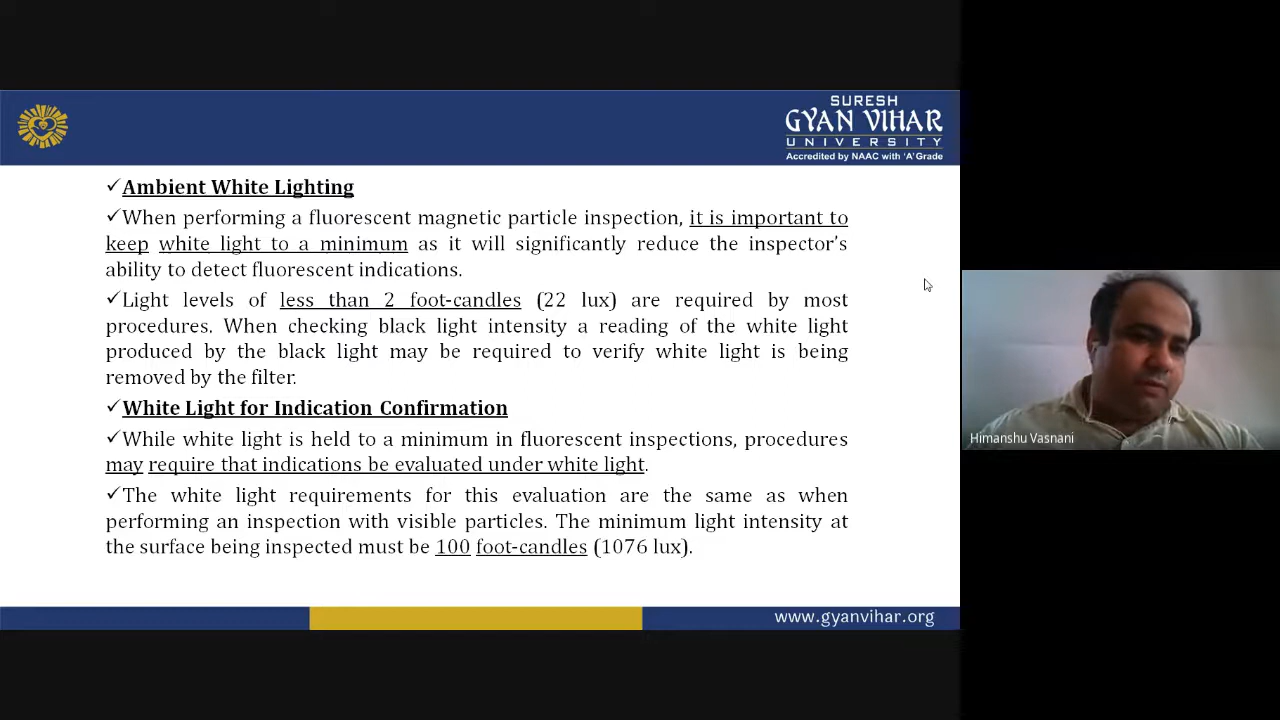 SURESH
GYAN VIHAR
UNIVERSITY
Accredited by NAAC with 'A' Grade
✓Ambient White Lighting
✓When performing a fluorescent magnetic particle inspection, it is important to
keep white light to a minimum as it will significantly reduce the inspector's
ability to detect fluorescent indications.
✓Light levels of less than 2 foot-candles (22 lux) are required by most
procedures. When checking black light intensity a reading of the white light
produced by the black light may be required to verify white light is being
removed by the filter.
✓White Light for Indication Confirmation
✓While white light is held to a minimum in fluorescent inspections, procedures
may require that indications be evaluated under white light.
✓The white light requirements for this evaluation are the same as when
performing an inspection with visible particles. The minimum light intensity at
the surface being inspected must be 100 foot-candles (1076 lux).
www.gyanvihar.org
Himanshu Vasnani